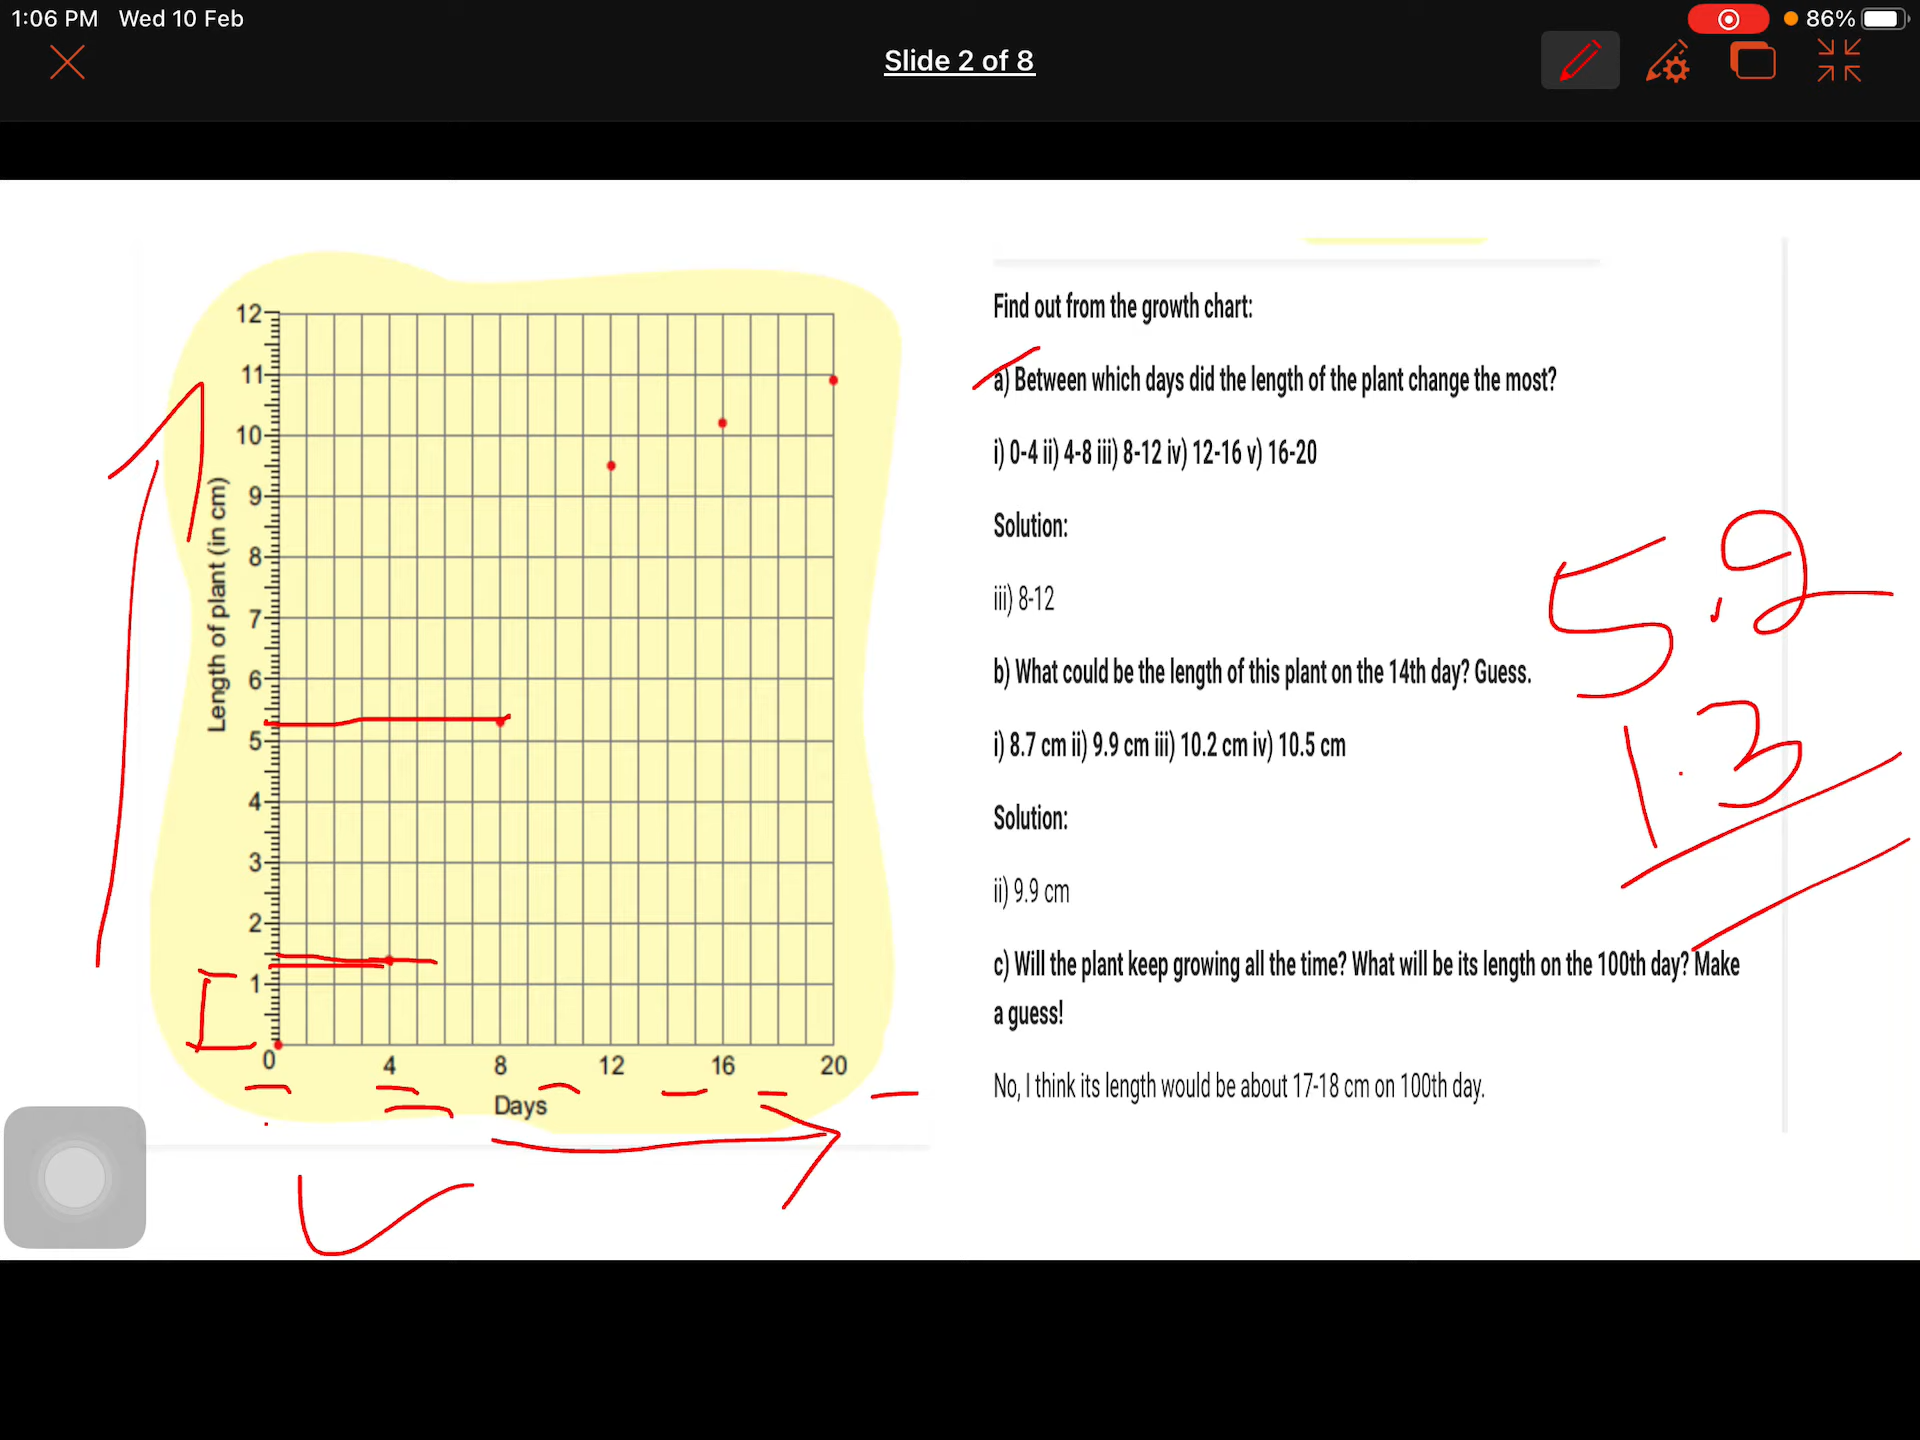 1:06 PM Wed 10 Feb
86%
Slide 2 of 8
12
11
10
9
8
7
6
5
4
3
2
1
0
Length of plant (in cm)
4 8 12 16 20
Days
Find out from the growth chart:
a) Between which days did the length of the plant change the most?
i) 0-4 ii) 4-8 iii) 8-12 iv) 12-16 v) 16-20
Solution:
iii) 8-12
b) What could be the length of this plant on the 14th day? Guess.
i) 8.7 cm ii) 9.9 cm iii) 10.2 cm iv) 10.5 cm
Solution:
ii) 9.9 cm
c) Will the plant keep growing all the time? What will be its length on the 100th day? Make
a guess!
No, I think its length would be about 17-18 cm on 100th day.
5.2
1.3